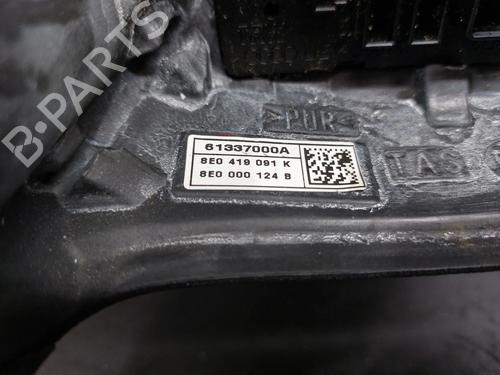 B-PARTS
>PUR<
61337000A
8E0 419 091 K
8E0 000 124 B
TAS